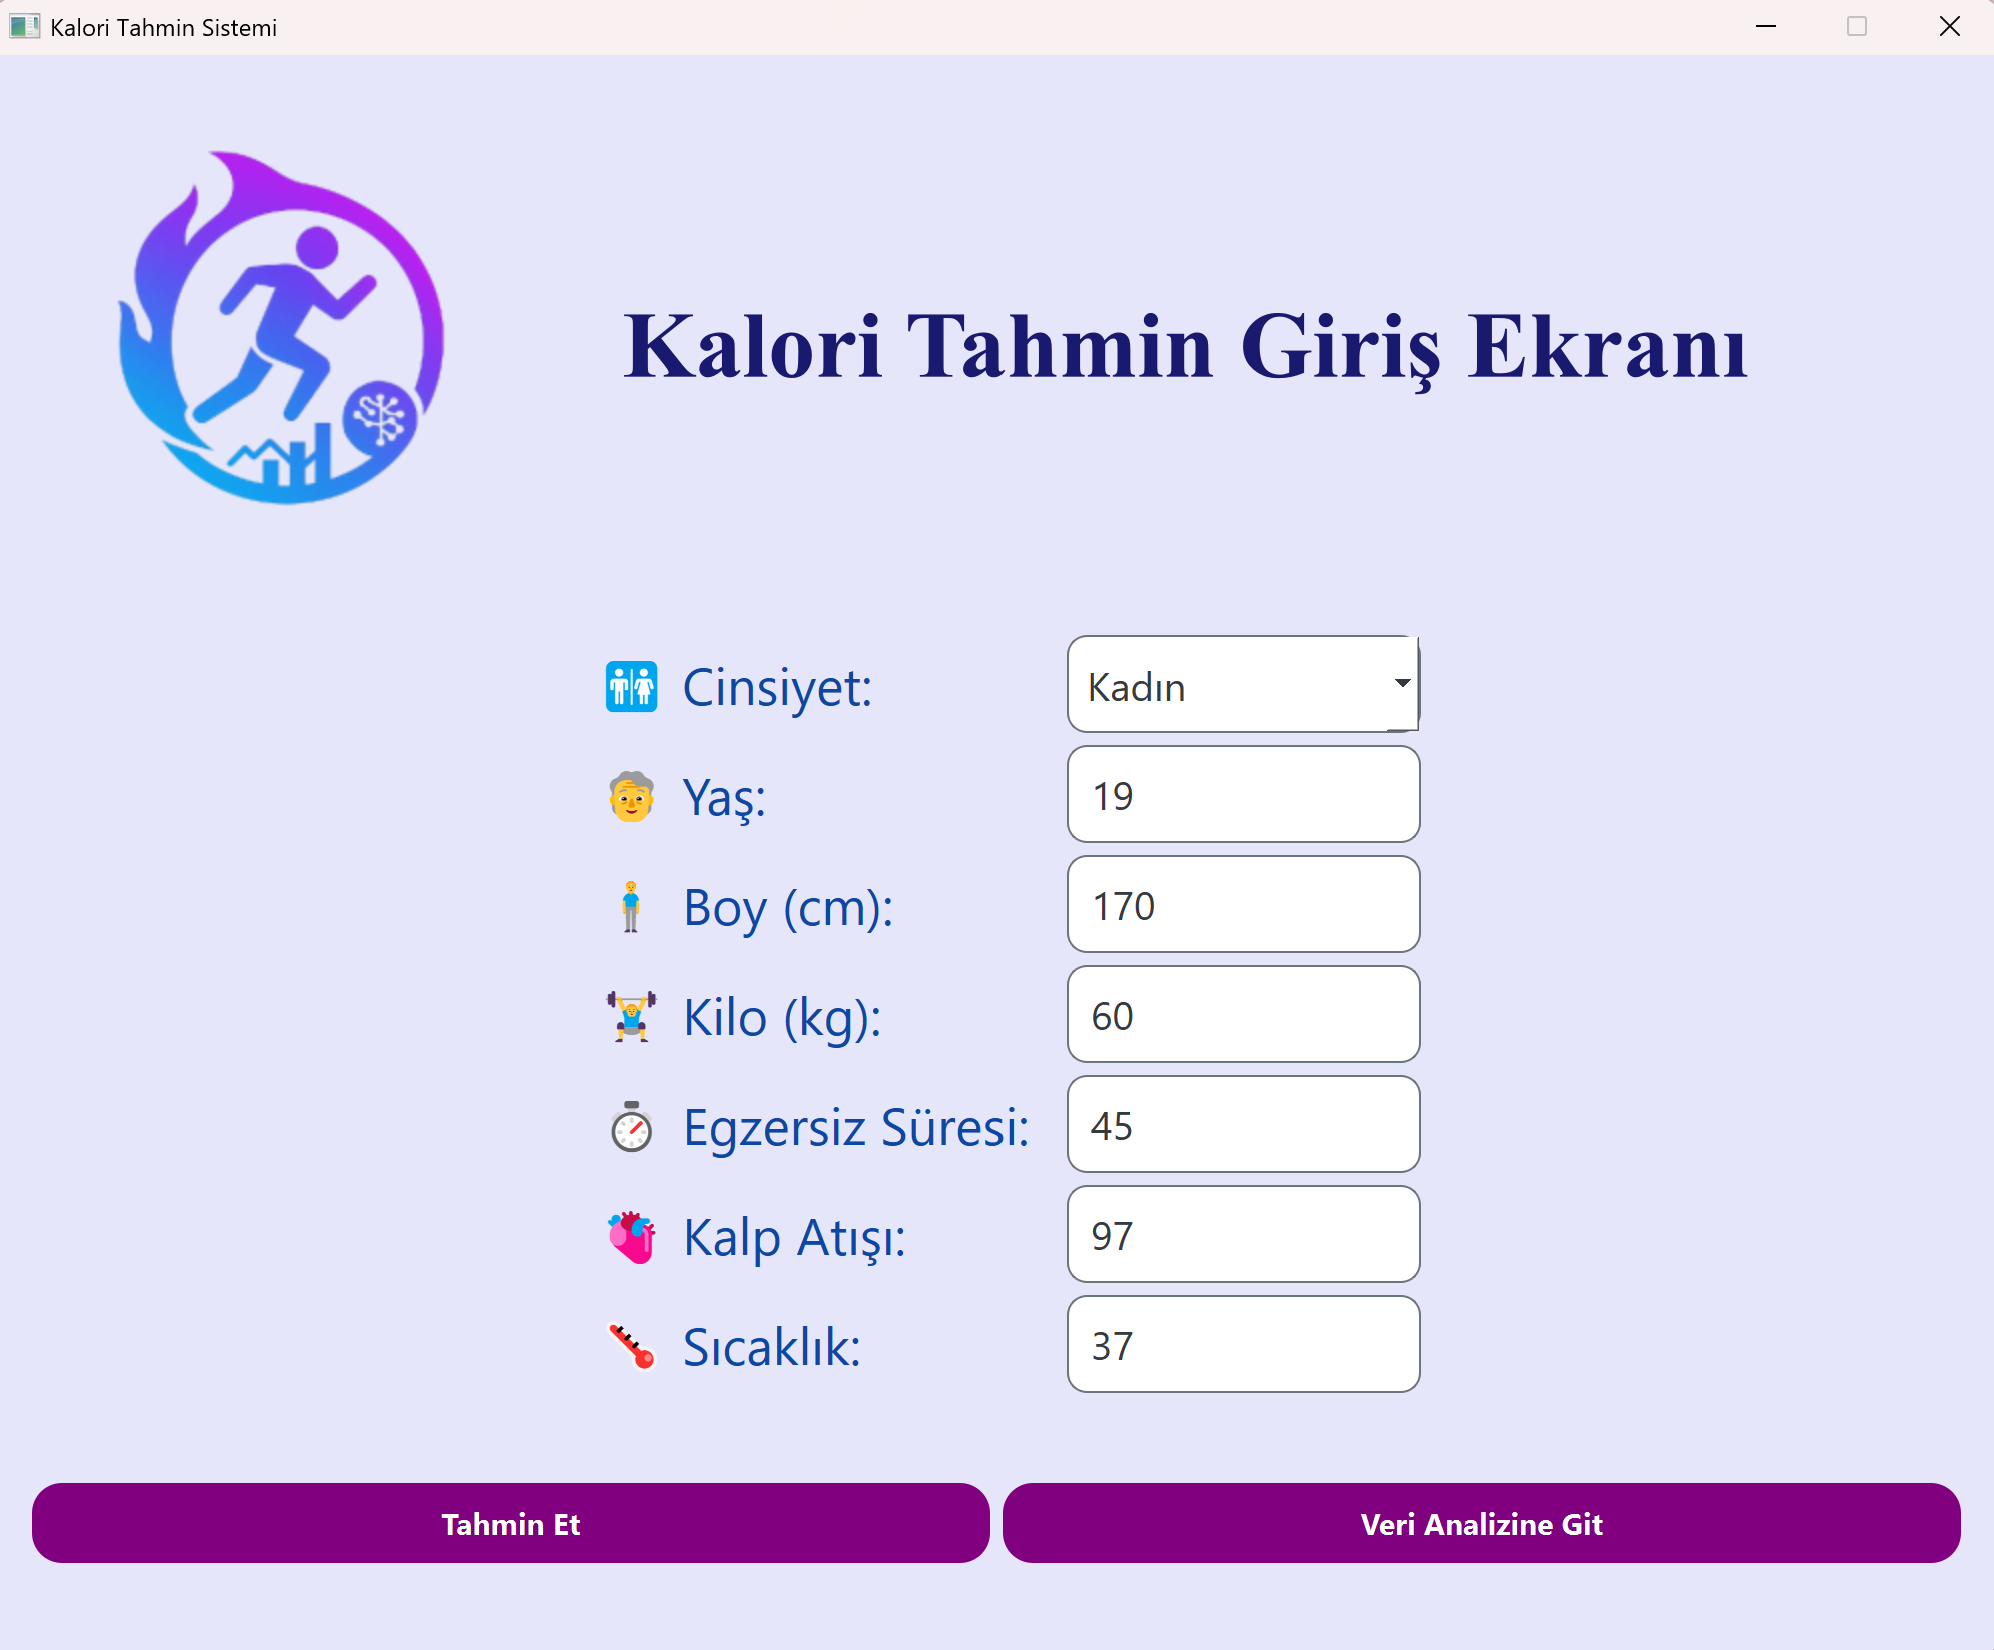 Kalori Tahmin Sistemi
Kalori Tahmin Giriş Ekranı
Cinsiyet: Kadın
Yaş: 19
Boy (cm): 170
Kilo (kg): 60
Egzersiz Süresi: 45
Kalp Atışı: 97
Sıcaklık: 37
Tahmin Et Veri Analizine Git